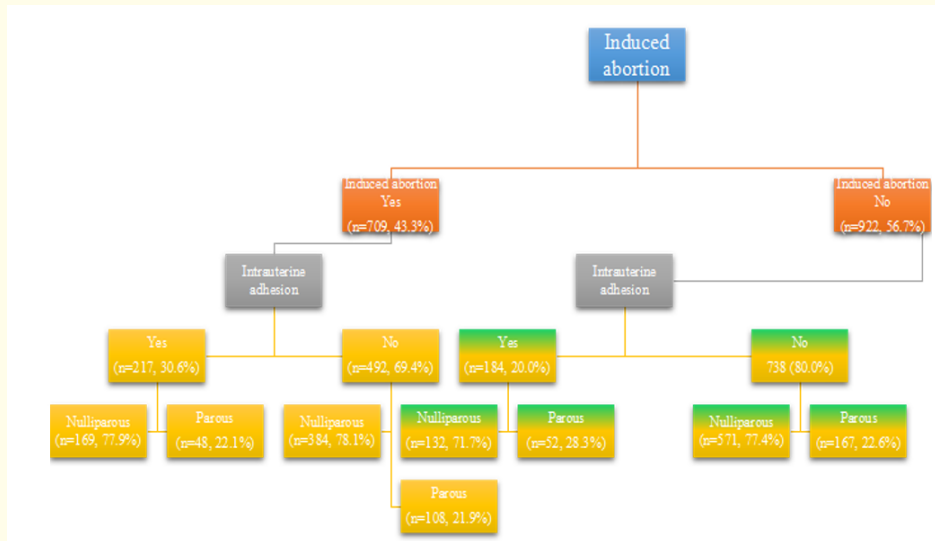 Induced
abortion
Induced abortion
Yes
(n=709, 43.3%)
Induced abortion
No
(n=922, 56.7%)
Intrauterine
adhesion
Intrauterine
adhesion
Yes
(n=217, 30.6%)
No
(n=492, 69.4%)
Yes
(n=184, 20.0%)
No
738 (80.0%)
Nulliparous
(n=169, 77.9%)
Parous
(n=48, 22.1%)
Nulliparous
(n=384, 78.1%)
Nulliparous
(n=132, 71.7%)
Parous
(n=52, 28.3%)
Nulliparous
(n=571, 77.4%)
Parous
(n=167, 22.6%)
Parous
(n=108, 21.9%)